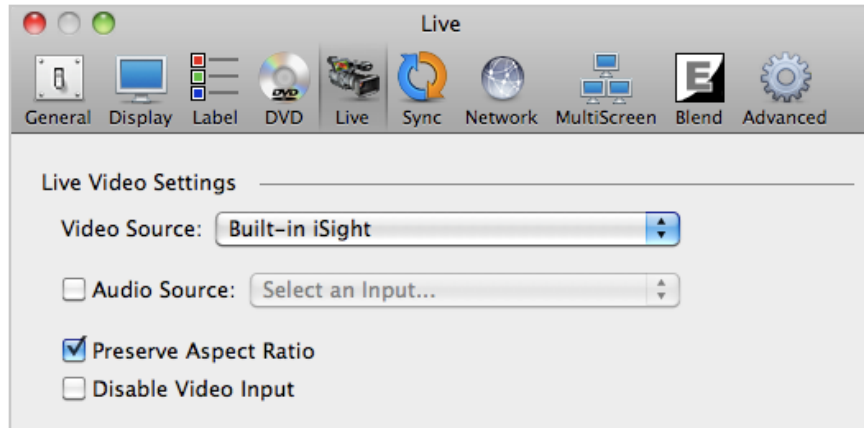 Live
General Display Label DVD Live Sync Network MultiScreen Blend Advanced
Live Video Settings
Video Source: Built-in iSight
Audio Source: Select an Input...
Preserve Aspect Ratio
Disable Video Input